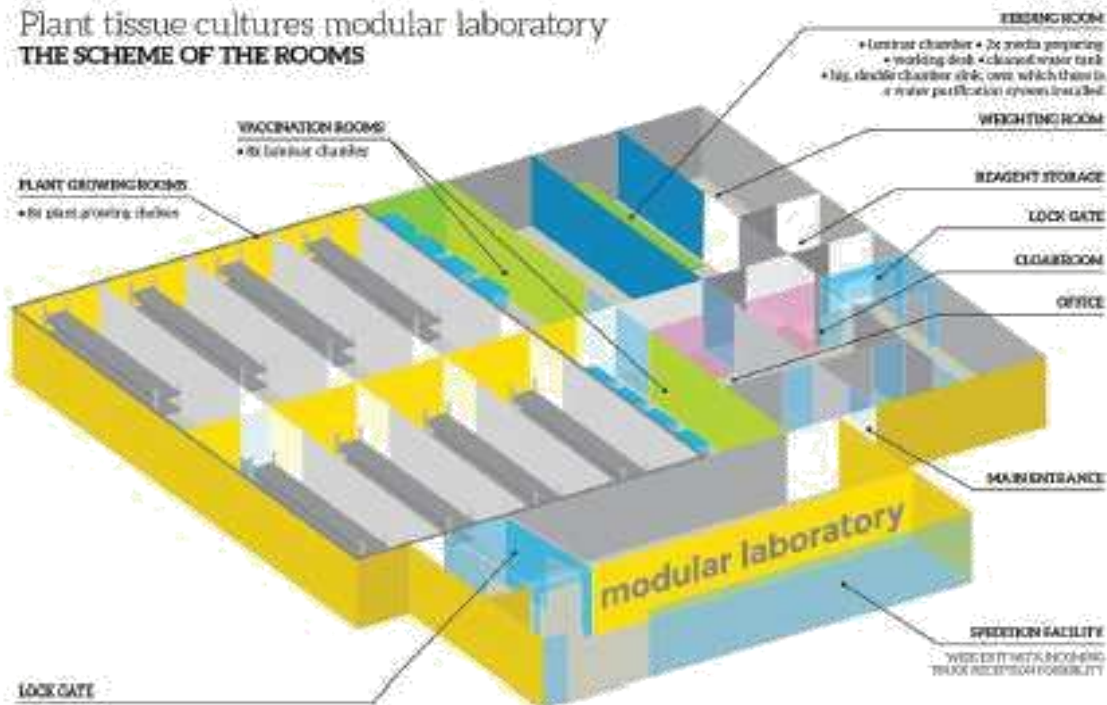 Plant tissue cultures modular laboratory
THE SCHEME OF THE ROOMS
FEEDING ROOM
• laminar chamber • 2x media preparing
• working desk • cleaned water tank
• big, double chamber sink, over which there is
a water purification system installed
VACCINATION ROOMS
• 8x laminar chamber
WEIGHTING ROOM
PLANT GROWING ROOMS
• 8x plant growing shelves
REAGENT STORAGE
LOCK GATE
CLOAKROOM
OFFICE
MAIN ENTRANCE
modular laboratory
SPEDITION FACILITY
LOCK GATE